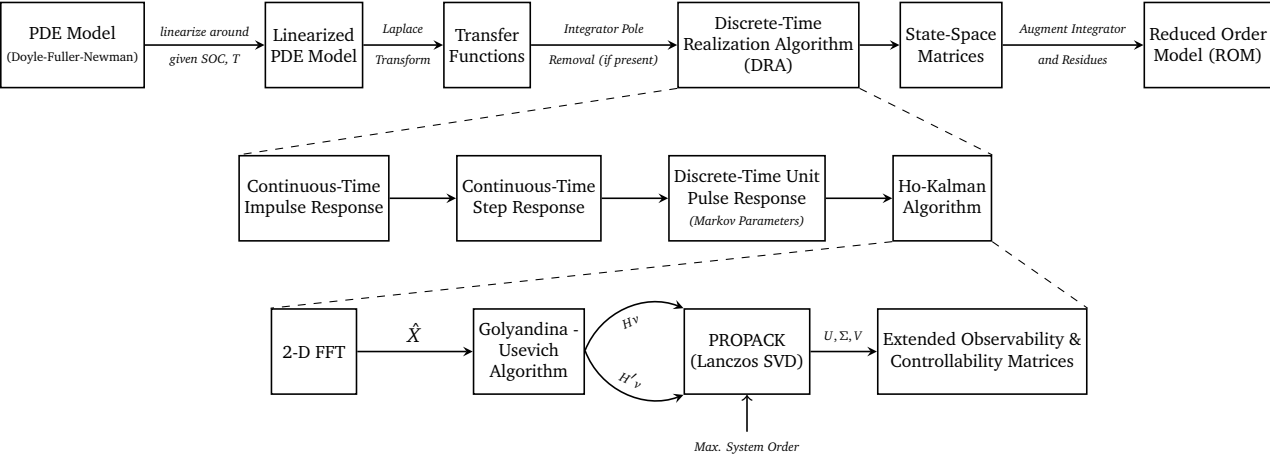 PDE Model
(Doyle-Fuller-Newman)
linearize around
given SOC, T
Linearized
PDE Model
Laplace
Transform
Transfer
Functions
Integrator Pole
Removal (if present)
Discrete-Time
Realization Algorithm
(DRA)
State-Space
Matrices
Augment Integrator
and Residues
Reduced Order
Model (ROM)
Continuous-Time
Impulse Response
Continuous-Time
Step Response
Discrete-Time Unit
Pulse Response
(Markov Parameters)
Ho-Kalman
Algorithm
2-D FFT
X̂
Golyandina -
Usevich
Algorithm
Hν
H′ν
PROPACK
(Lanczos SVD)
U, Σ, V
Extended Observability &
Controllability Matrices
Max. System Order